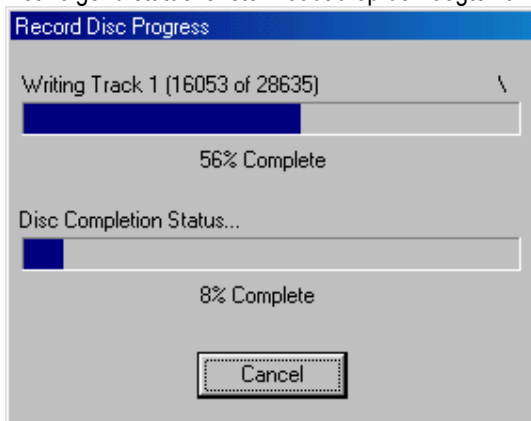 Record Disc Progress
Writing Track 1 (16053 of 28635) \
56% Complete
Disc Completion Status...
8% Complete
Cancel